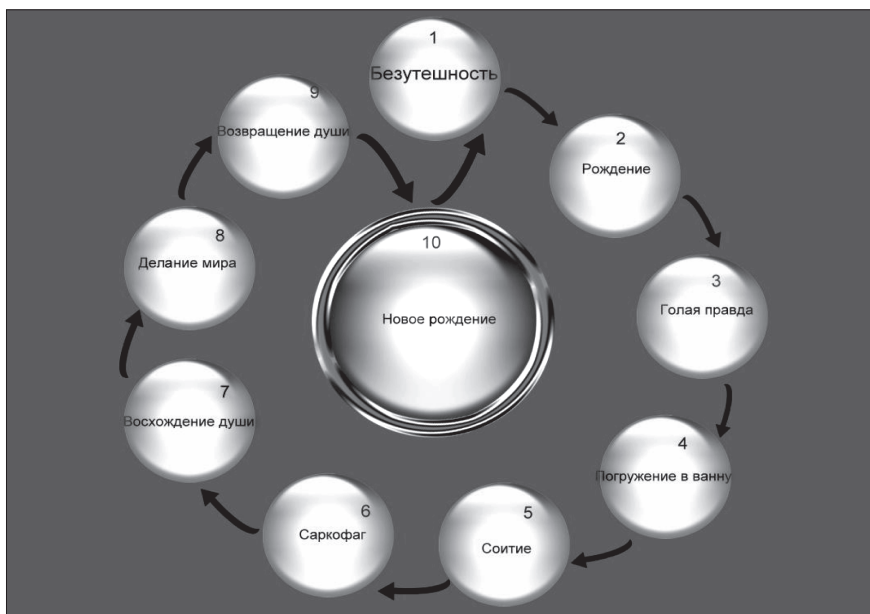 1
Безутешность
2
Рождение
3
Голая правда
4
Погружение в ванну
5
Соитие
6
Саркофаг
7
Восхождение души
8
Делание мира
9
Возвращение души
10
Новое рождение